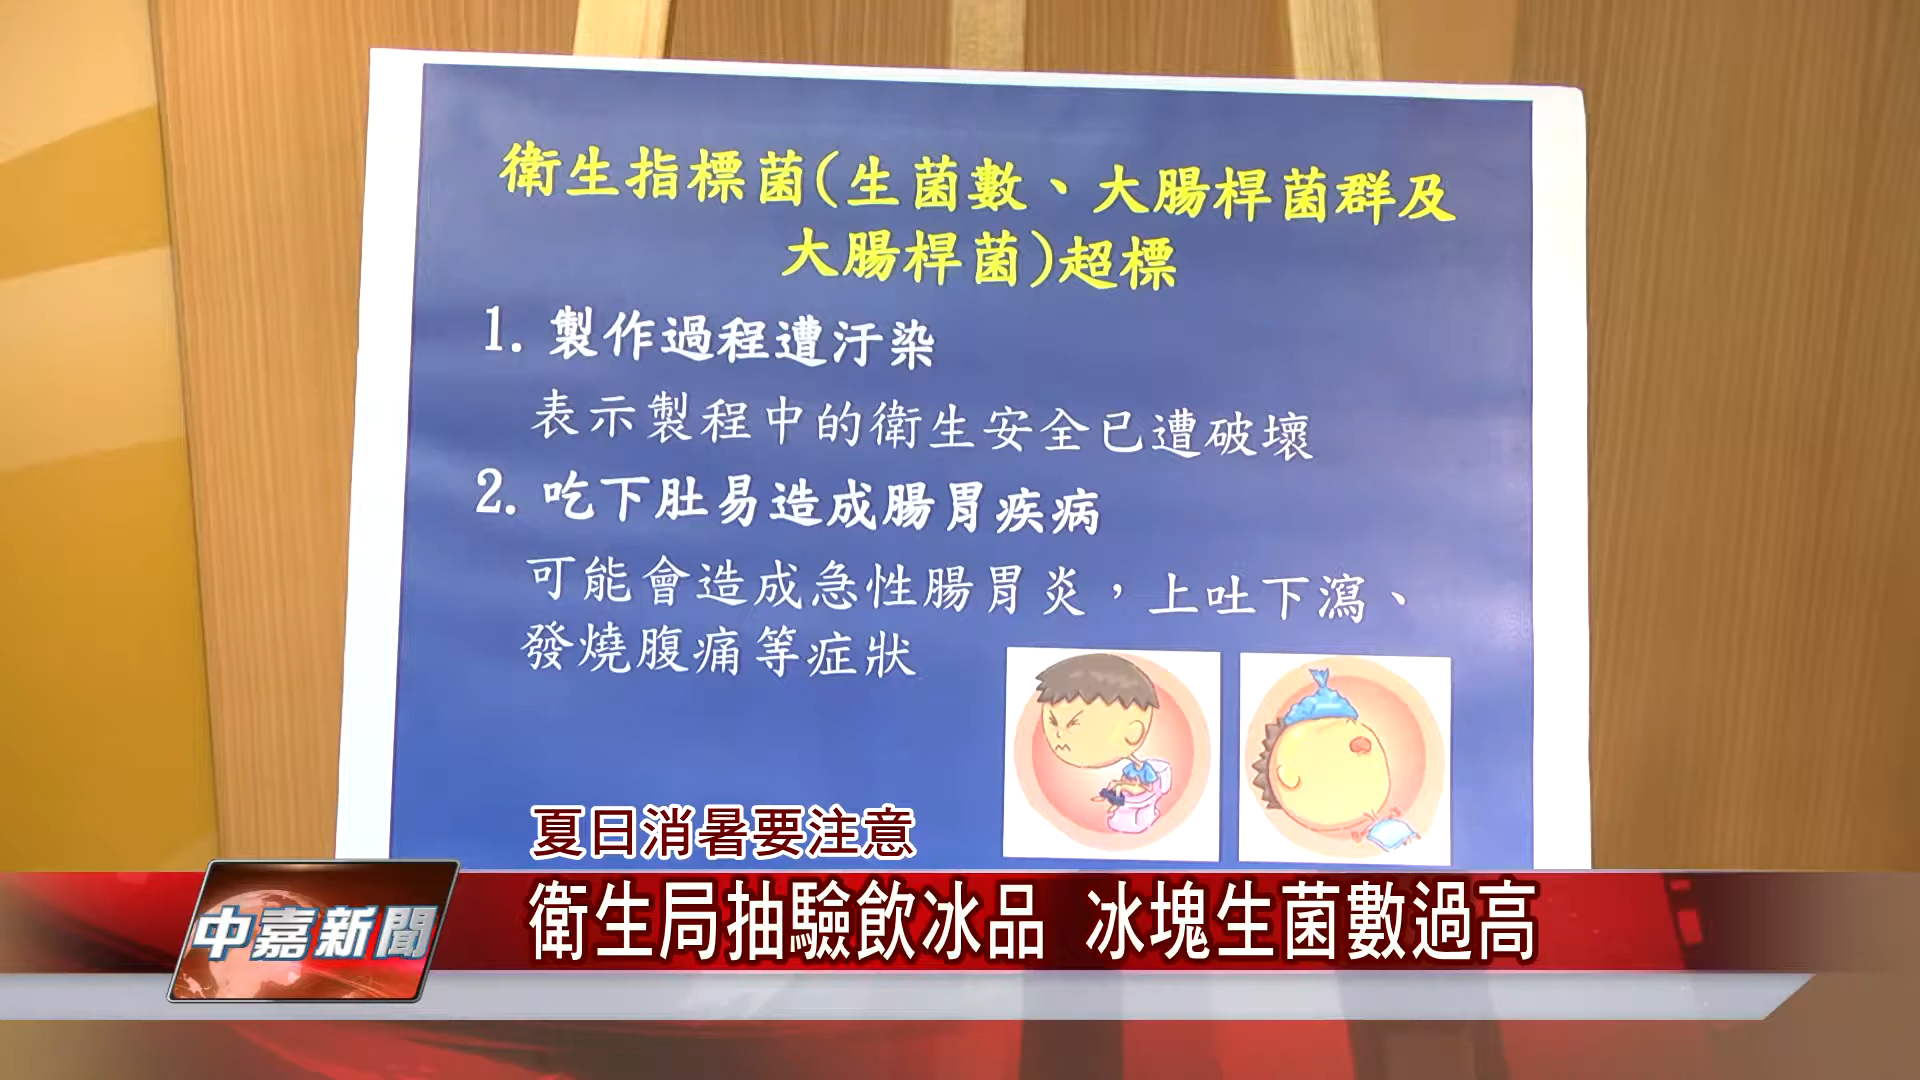 衛生指標菌(生菌數、大腸桿菌群及
大腸桿菌)超標
1. 製作過程遭汙染
表示製程中的衛生安全已遭破壞
2. 吃下肚易造成腸胃疾病
可能會造成急性腸胃炎，上吐下瀉、
發燒腹痛等症狀
夏日消暑要注意
衛生局抽驗飲冰品 冰塊生菌數過高
中嘉新聞